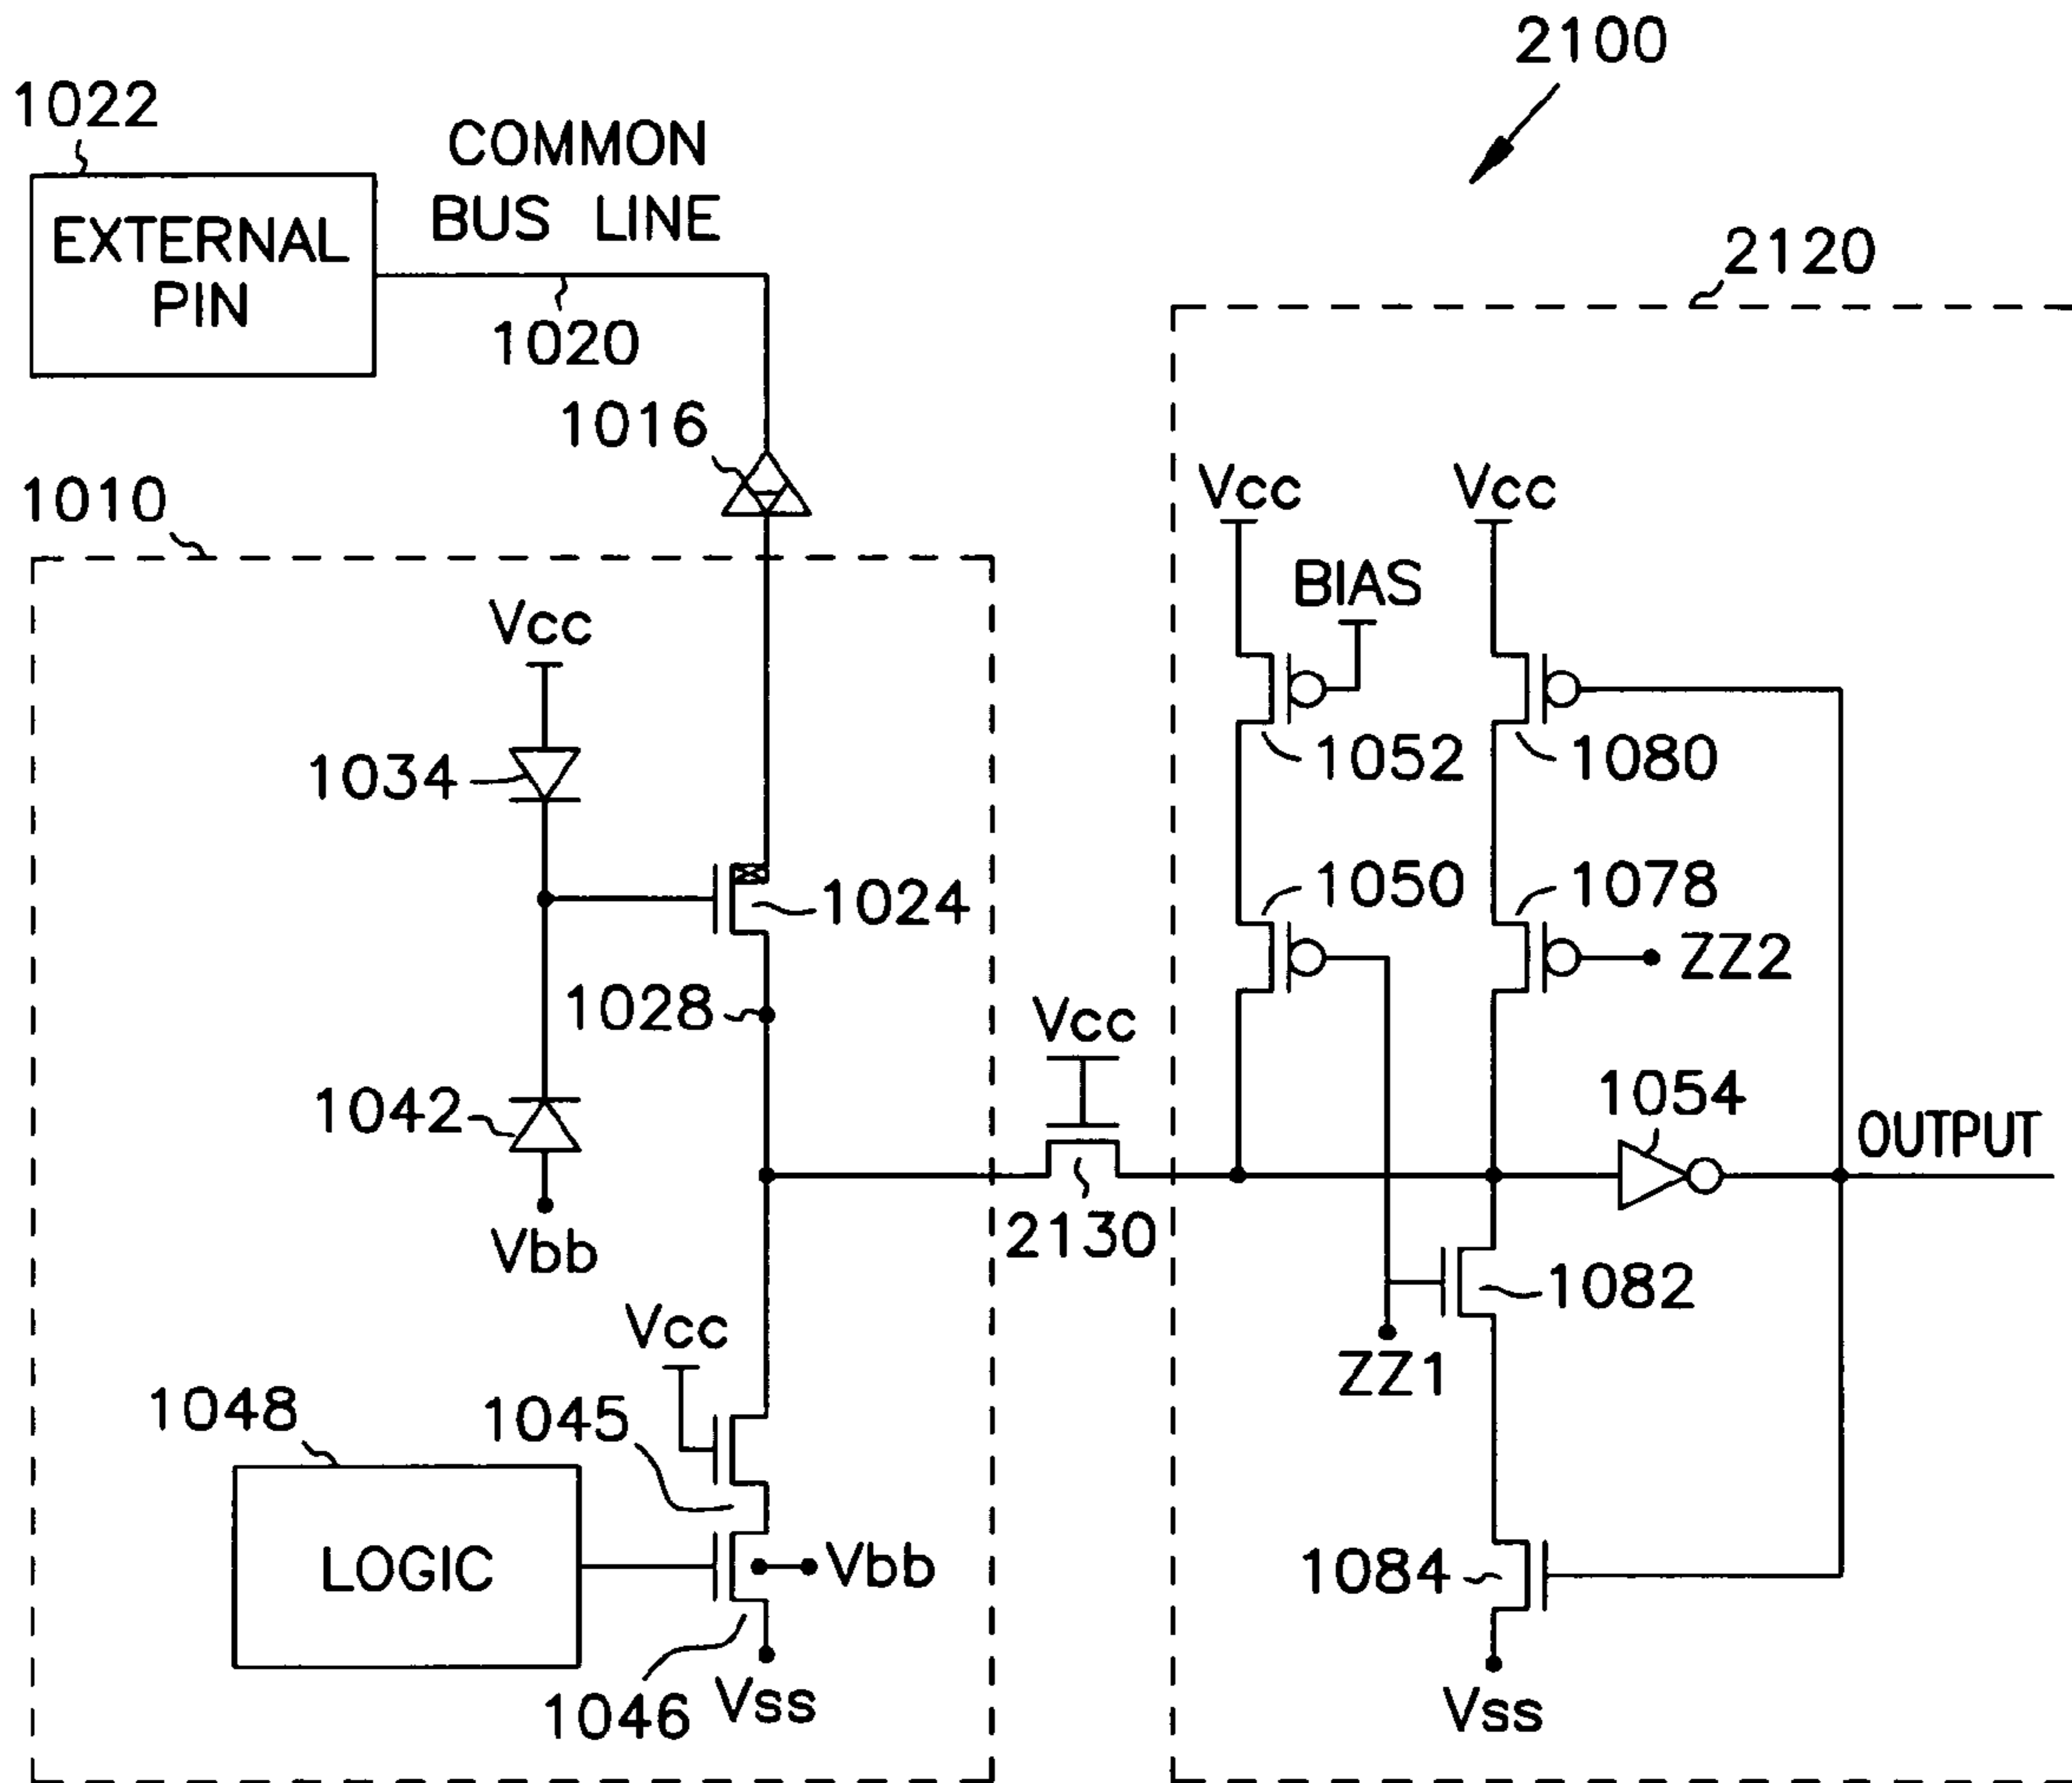 2100
1022
COMMON
BUS LINE
EXTERNAL
PIN
1020
2120
1016
1010
Vcc
Vcc
BIAS
Vcc
1034
1052
1080
1024
1050
1078
ZZ2
1028
Vcc
1042
1054
OUTPUT
Vbb
2130
1082
Vcc
ZZ1
1048
1045
LOGIC
Vbb
1084
1046
Vss
Vss